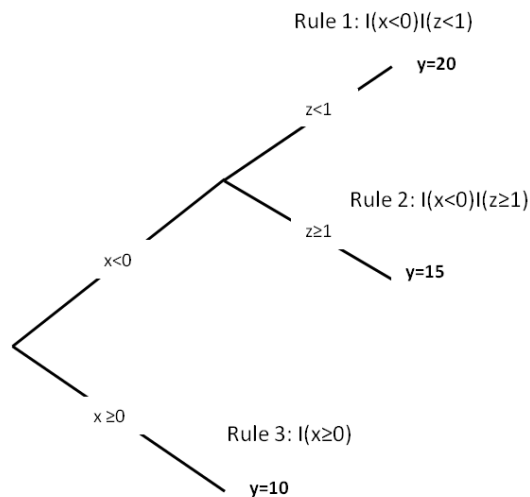 Rule 1: I(x<0)I(z<1)
y=20
z<1
Rule 2: I(x<0)I(z≥1)
z≥1
x<0
y=15
x ≥0
Rule 3: I(x≥0)
y=10